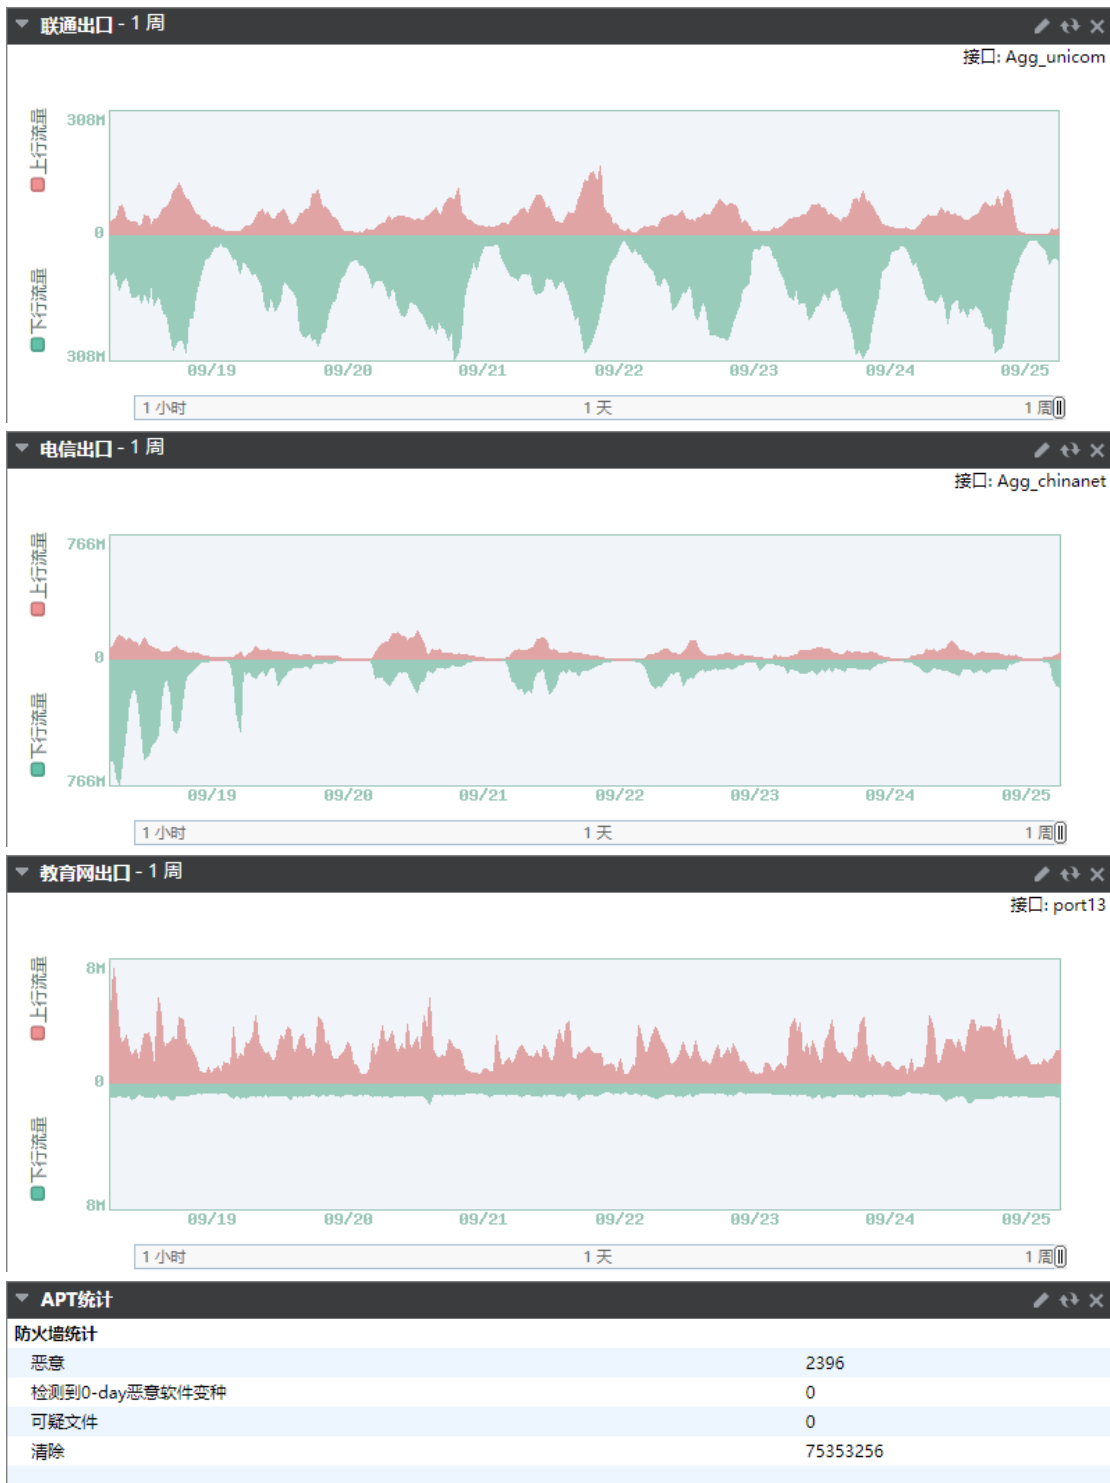 联通出口 - 1 周
接口: Agg_unicom
上行流量
308M
0
下行流量
308M
09/19 09/20 09/21 09/22 09/23 09/24 09/25
1 小时 1 天 1 周
电信出口 - 1 周
接口: Agg_chinanet
上行流量
766M
0
下行流量
766M
09/19 09/20 09/21 09/22 09/23 09/24 09/25
1 小时 1 天 1 周
教育网出口 - 1 周
接口: port13
上行流量
8M
0
下行流量
8M
09/19 09/20 09/21 09/22 09/23 09/24 09/25
1 小时 1 天 1 周
APT统计
防火墙统计
恶意 2396
检测到0-day恶意软件变种 0
可疑文件 0
清除 75353256